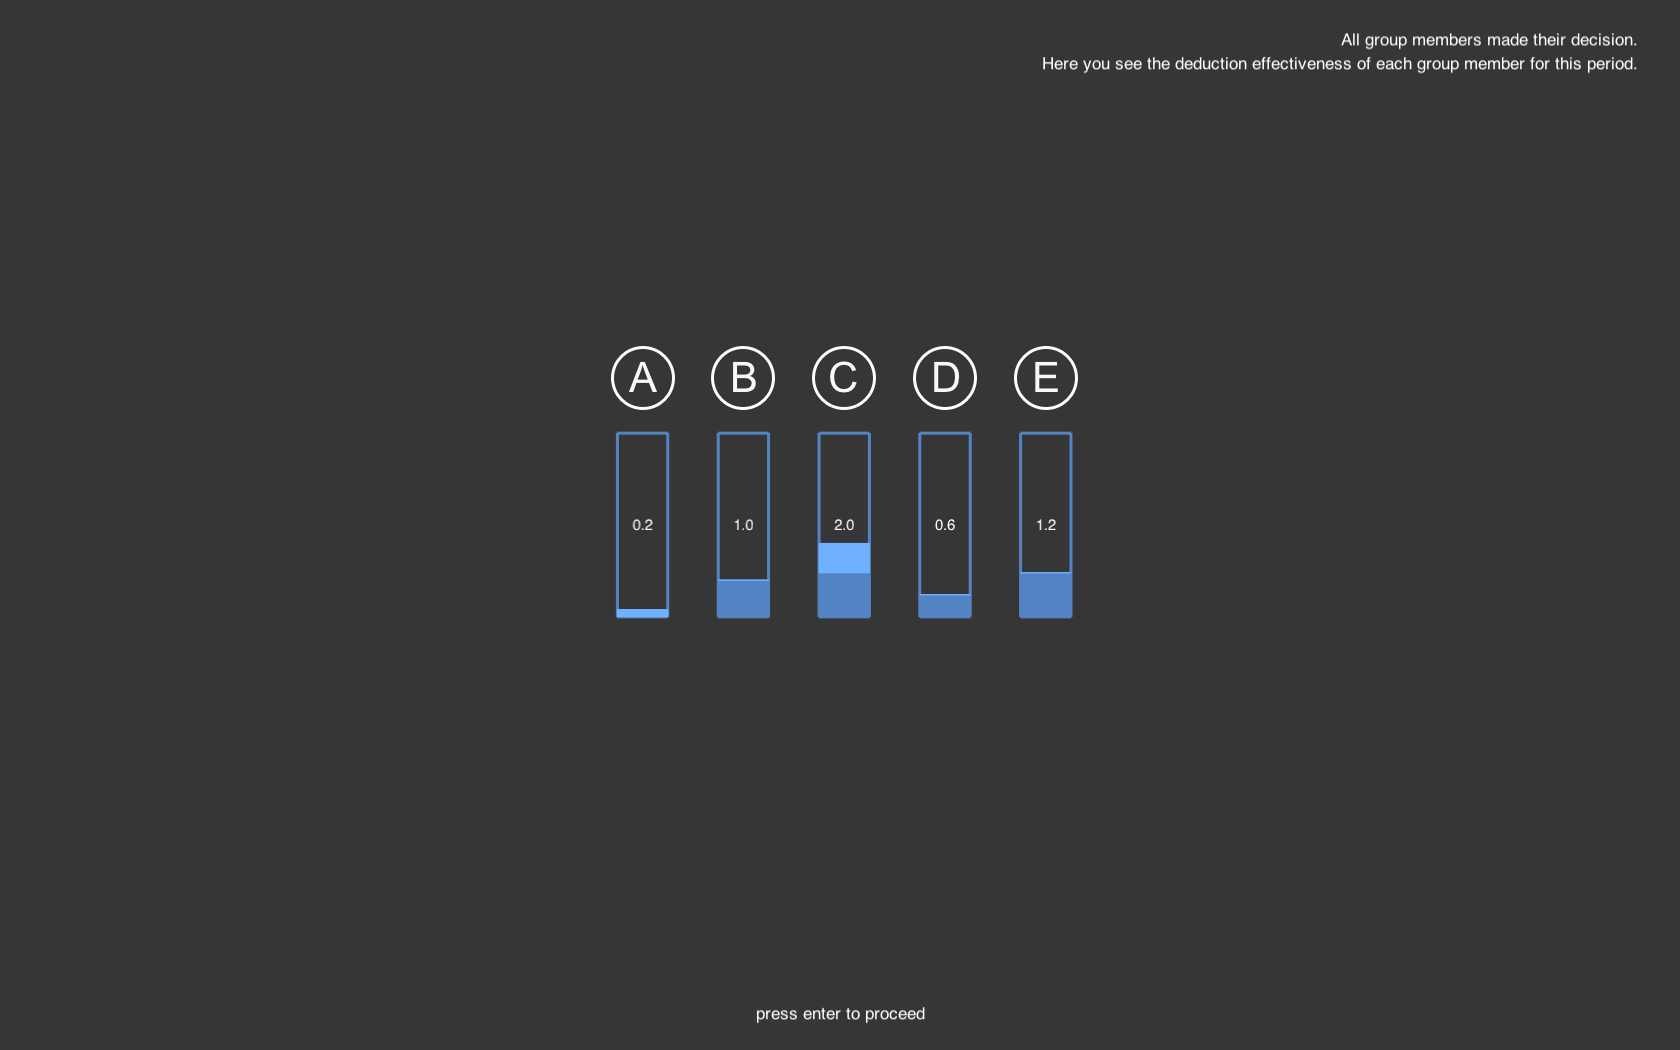 All group members made their decision.
Here you see the deduction effectiveness of each group member for this period.
A B C D E
0.2 1.0 2.0 0.6 1.2
press enter to proceed